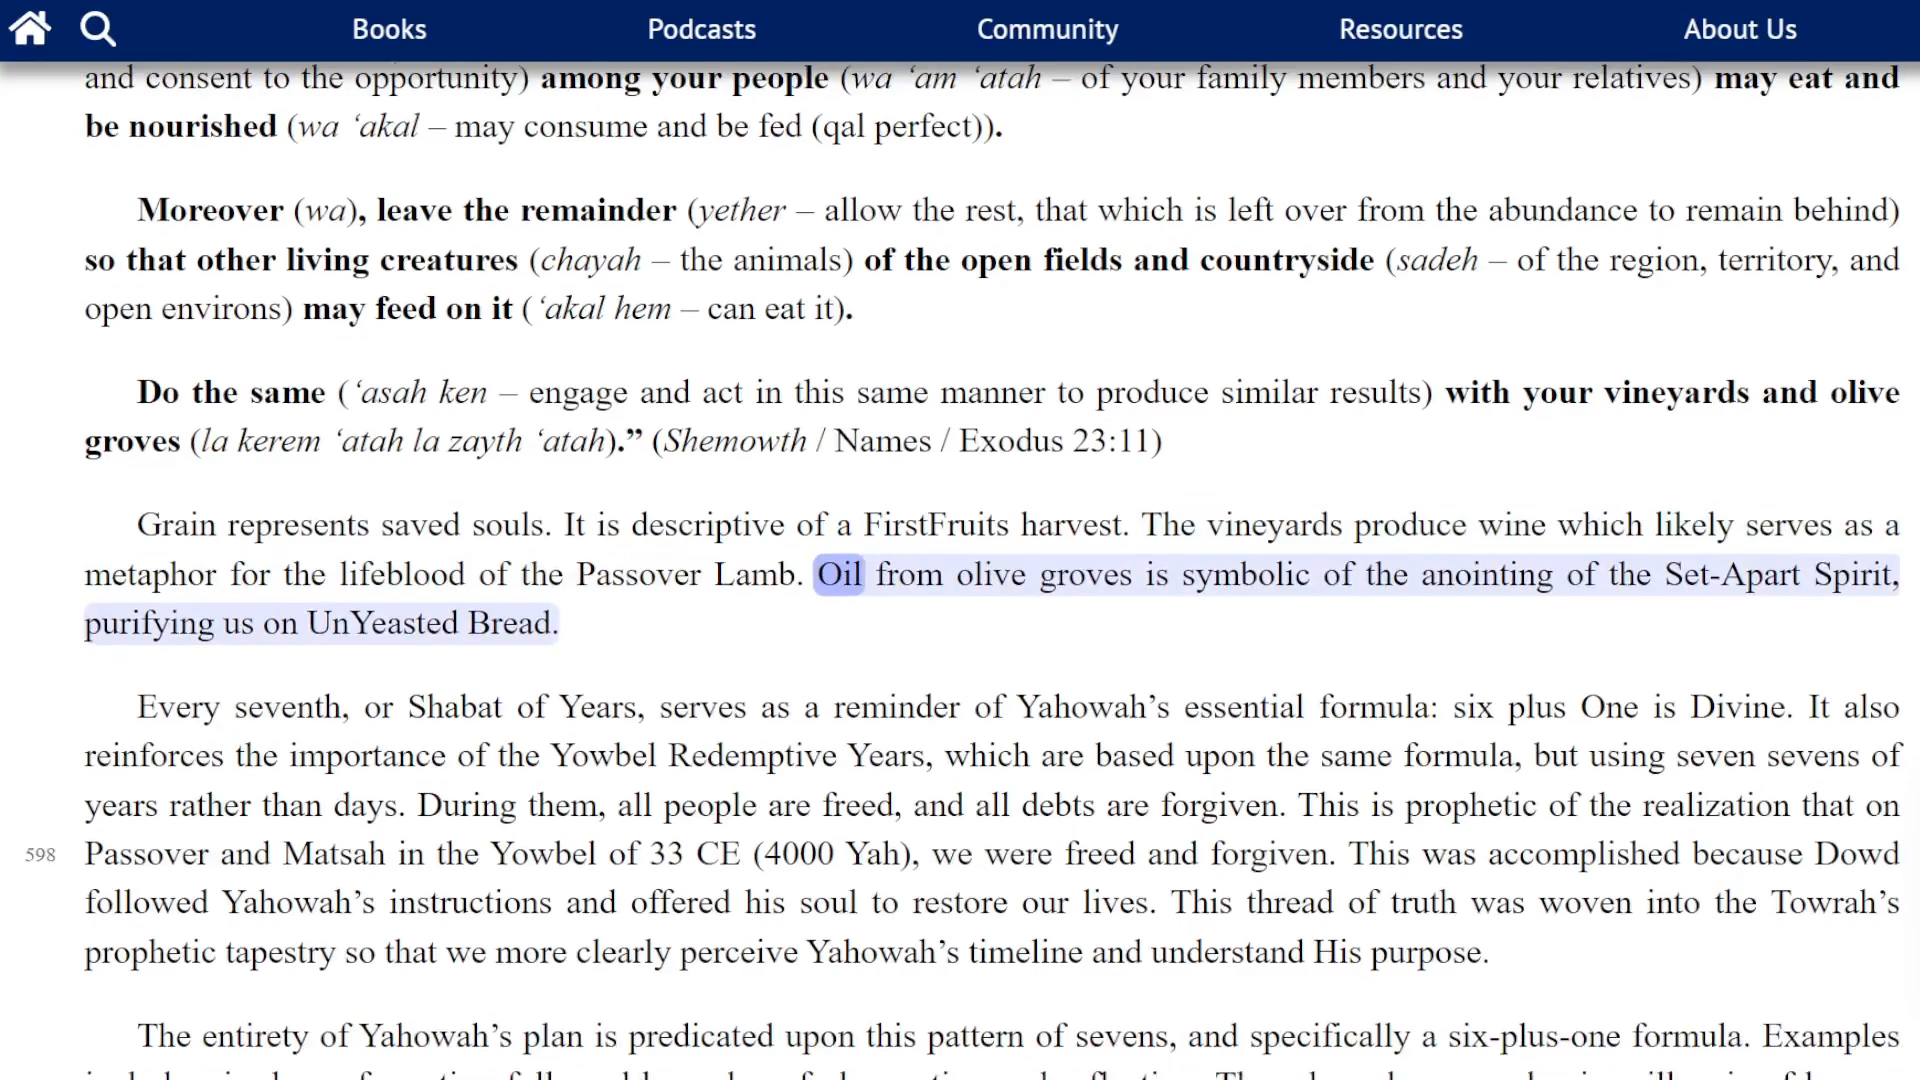 Books Podcasts Community Resources About Us
and consent to the opportunity) among your people (wa ‘am ‘atah – of your family members and your relatives) may eat and
be nourished (wa ‘akal – may consume and be fed (qal perfect)).
Moreover (wa), leave the remainder (yether – allow the rest, that which is left over from the abundance to remain behind)
so that other living creatures (chayah – the animals) of the open fields and countryside (sadeh – of the region, territory, and
open environs) may feed on it (‘akal hem – can eat it).
Do the same (‘asah ken – engage and act in this same manner to produce similar results) with your vineyards and olive
groves (la kerem ‘atah la zayth ‘atah).” (Shemowth / Names / Exodus 23:11)
Grain represents saved souls. It is descriptive of a FirstFruits harvest. The vineyards produce wine which likely serves as a
metaphor for the lifeblood of the Passover Lamb. Oil from olive groves is symbolic of the anointing of the Set-Apart Spirit,
purifying us on UnYeasted Bread.
Every seventh, or Shabat of Years, serves as a reminder of Yahowah’s essential formula: six plus One is Divine. It also
reinforces the importance of the Yowbel Redemptive Years, which are based upon the same formula, but using seven sevens of
years rather than days. During them, all people are freed, and all debts are forgiven. This is prophetic of the realization that on
598 Passover and Matsah in the Yowbel of 33 CE (4000 Yah), we were freed and forgiven. This was accomplished because Dowd
followed Yahowah’s instructions and offered his soul to restore our lives. This thread of truth was woven into the Towrah’s
prophetic tapestry so that we more clearly perceive Yahowah’s timeline and understand His purpose.
The entirety of Yahowah’s plan is predicated upon this pattern of sevens, and specifically a six-plus-one formula. Examples